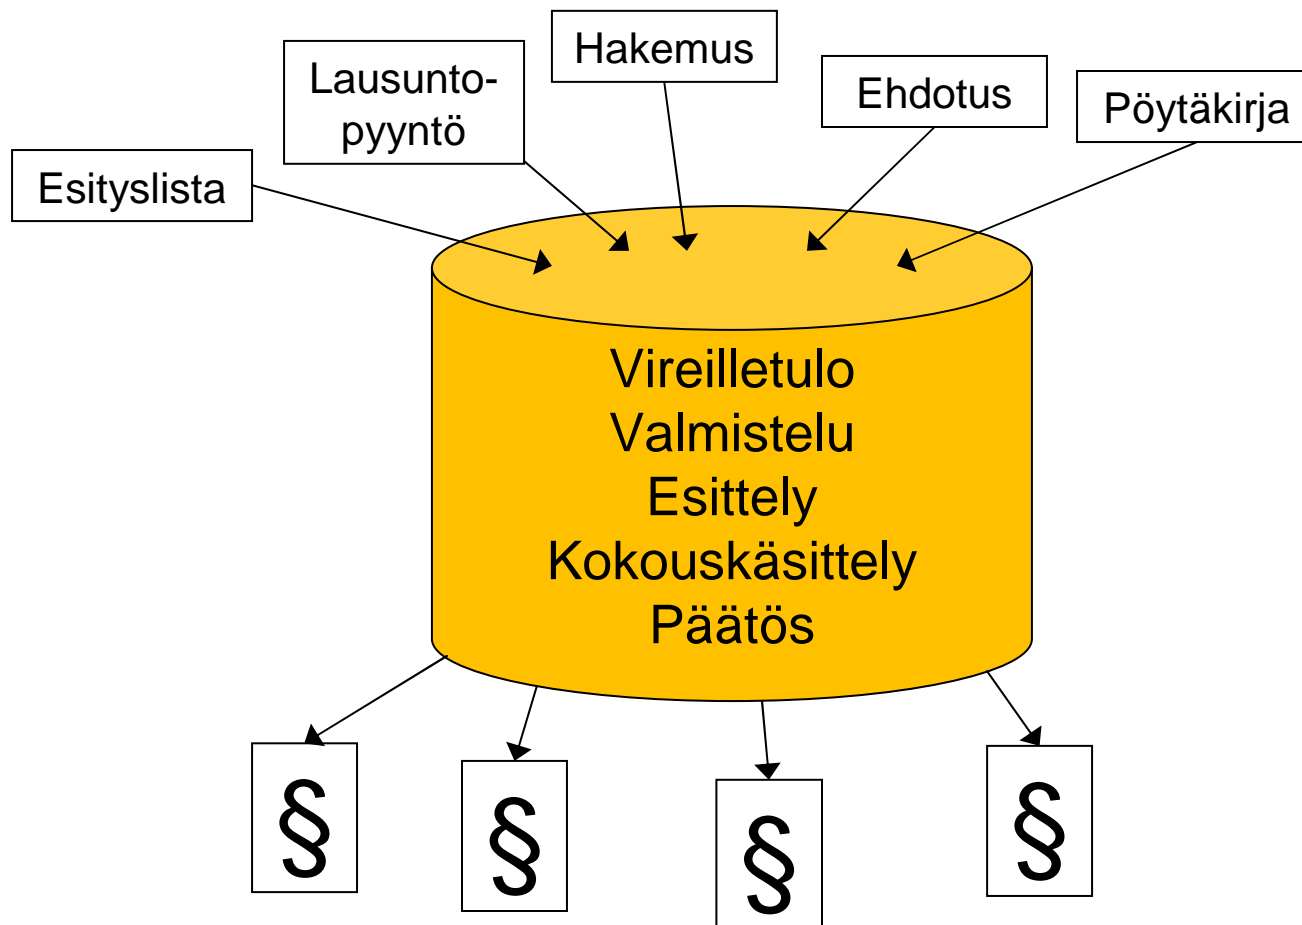 Hakemus
Lausunto-
pyyntö
Ehdotus
Pöytäkirja
Esityslista
Vireilletulo
Valmistelu
Esittely
Kokouskäsittely
Päätös
§
§
§
§